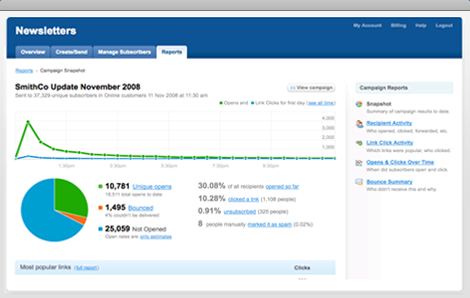 Newsletters
My Account Billing Help Logout
Overview Create/Send Manage Subscribers Reports
Reports Campaign Snapshot
SmithCo Update November 2008
View campaign
Sent to 37,329 unique subscribers in Online customers 11 Nov 2008 at 11:30 am
Opens and Link Clicks for first day (see all time)
4,000
3,000
2,000
1,000
1:30pm 3:30pm 5:30pm 7:30pm 9:30pm
10,781 Unique opens
total opens to date
1,495 Bounced
4% couldn't be delivered
25,059 Not Opened
Open rates are only estimates
30.08% of all recipients opened so far
10.28% clicked a link (1,108 people)
0.91% unsubscribed (325 people)
8 people manually marked it as spam (0.02%)
Most popular links (full report) Clicks
Campaign Reports
Snapshot
Summary of campaign results to date.
Recipient Activity
Who opened, clicked, forwarded, etc.
Link Click Activity
Which links were popular, who clicked.
Opens & Clicks Over Time
When did subscribers open and click.
Bounce Summary
Who didn't receive this and why.